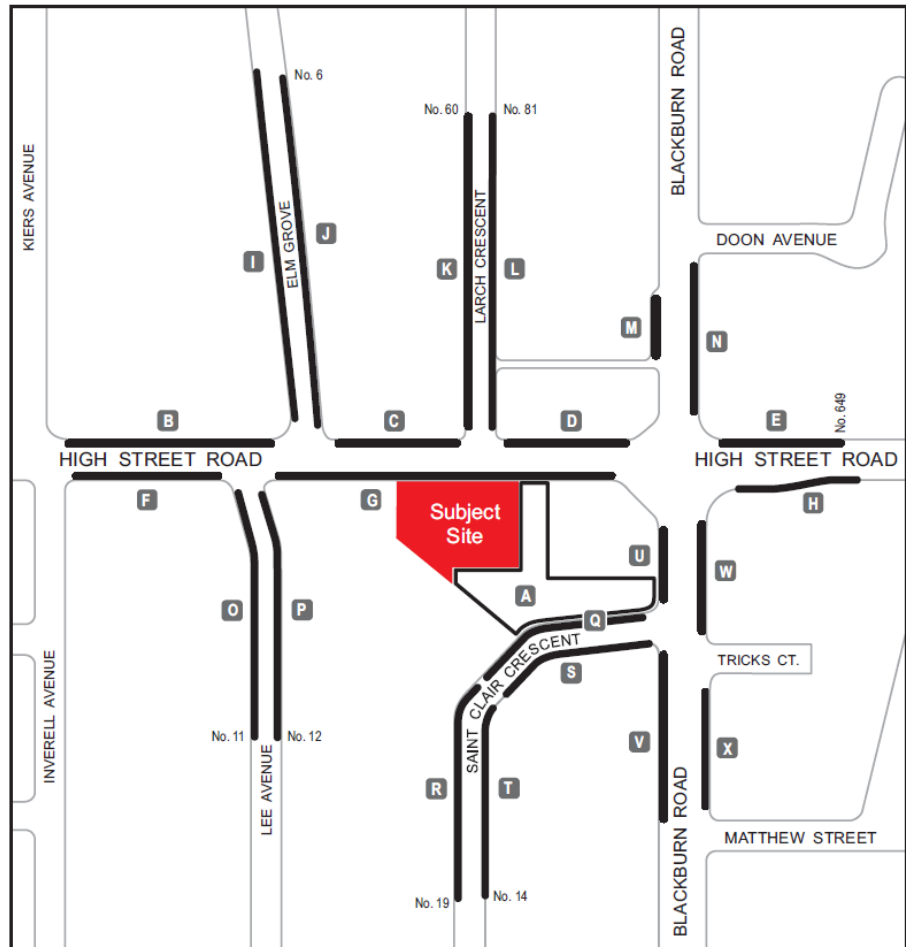 No. 6
No. 60
No. 81
BLACKBURN ROAD
KIERS AVENUE
ELM GROVE
J
I
K
LARCH CRESCENT
L
DOON AVENUE
M
N
B
C
D
E
No. 649
HIGH STREET ROAD
HIGH STREET ROAD
F
G
H
Subject
Site
U
W
A
O
P
Q
SAINT CLAIR CRESCENT
S
TRICKS CT.
INVERELL AVENUE
No. 11
No. 12
LEE AVENUE
R
T
V
X
BLACKBURN ROAD
MATTHEW STREET
No. 19
No. 14